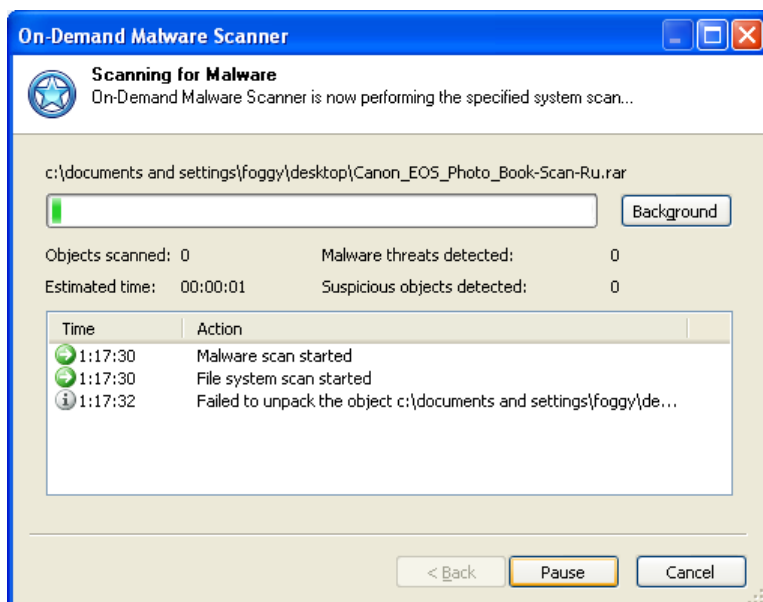 On-Demand Malware Scanner
Scanning for Malware
On-Demand Malware Scanner is now performing the specified system scan...
c:\documents and settings\foggy\desktop\Canon_EOS_Photo_Book-Scan-Ru.rar
Background
Objects scanned: 0 Malware threats detected: 0
Estimated time: 00:00:01 Suspicious objects detected: 0
Time Action
1:17:30 Malware scan started
1:17:30 File system scan started
1:17:32 Failed to unpack the object c:\documents and settings\foggy\de...
< Back Pause Cancel